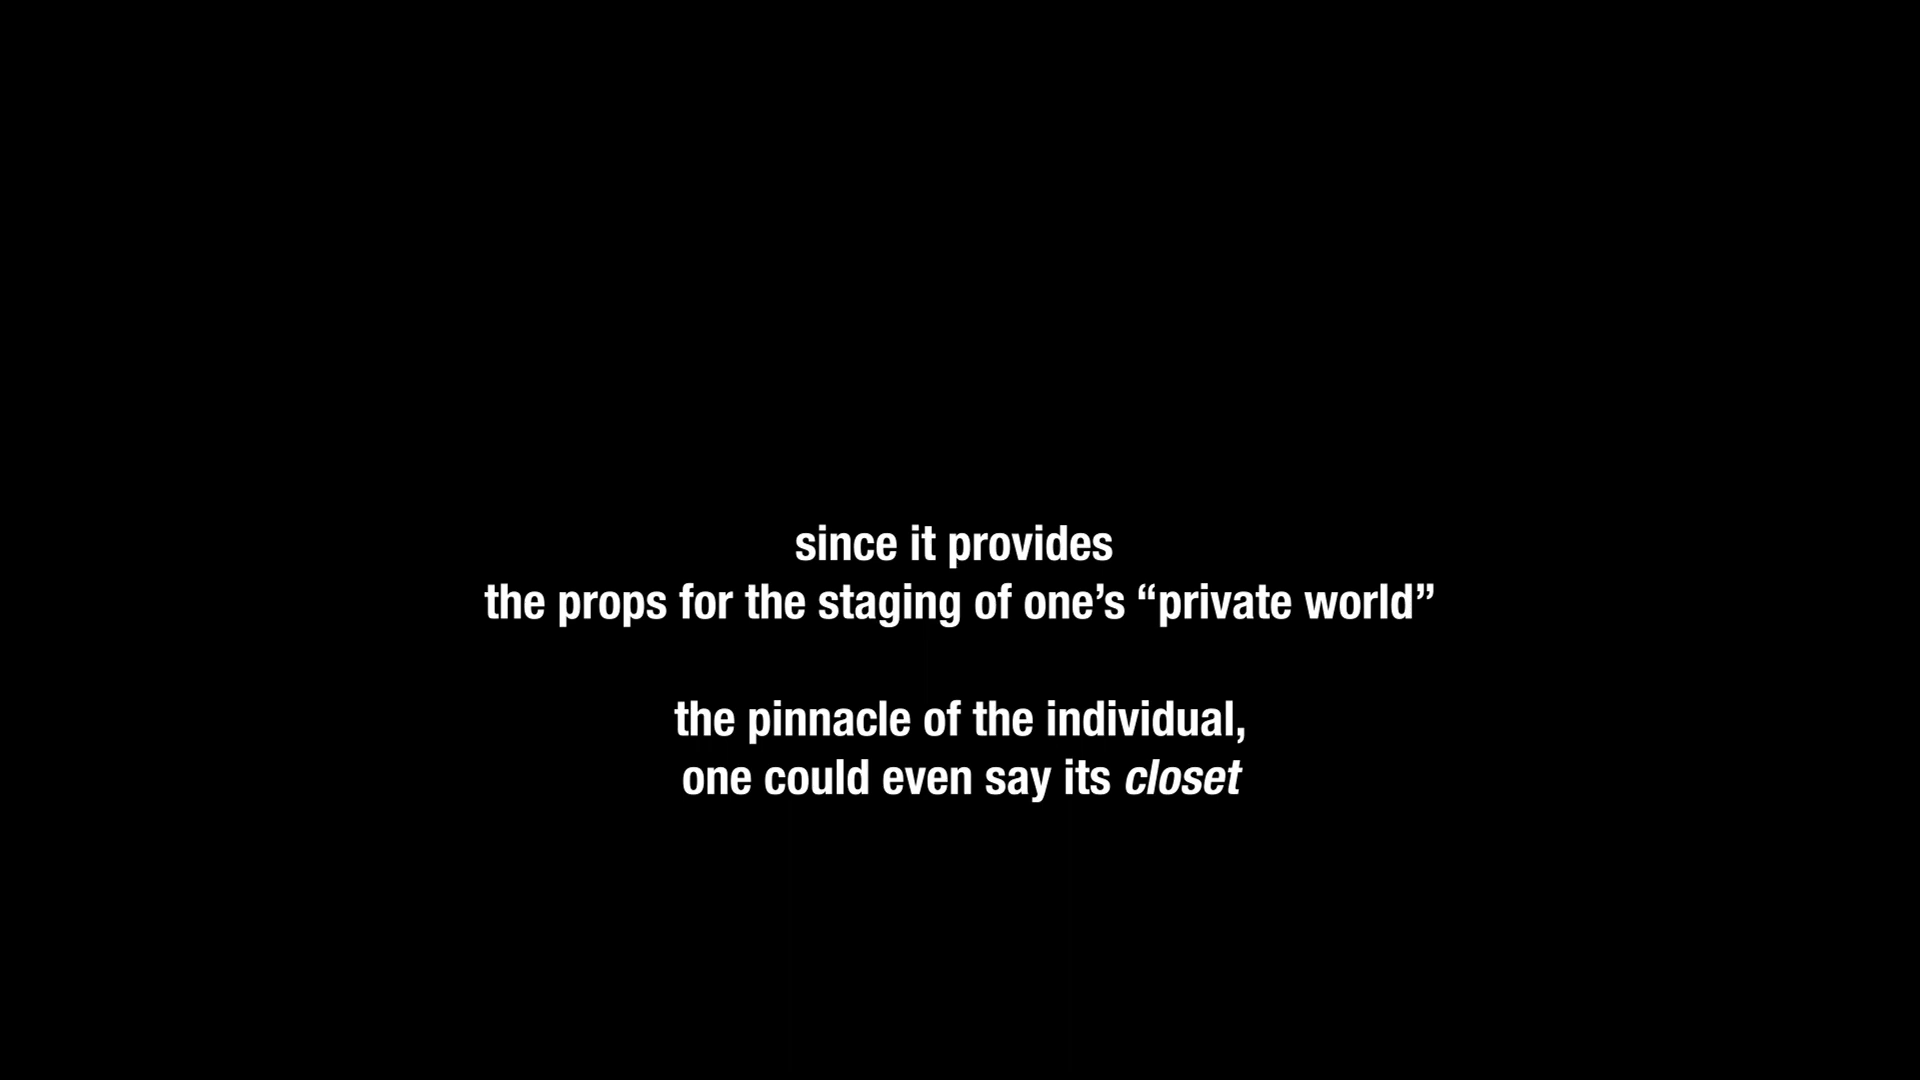 since it provides
the props for the staging of one’s “private world”
the pinnacle of the individual,
one could even say its closet